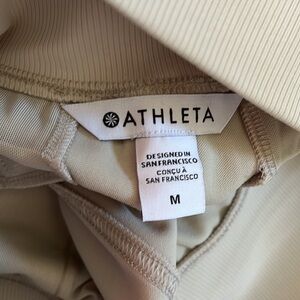 ATHLETA
DESIGNED IN
SAN FRANCISCO
CONÇU À
SAN FRANCISCO
M